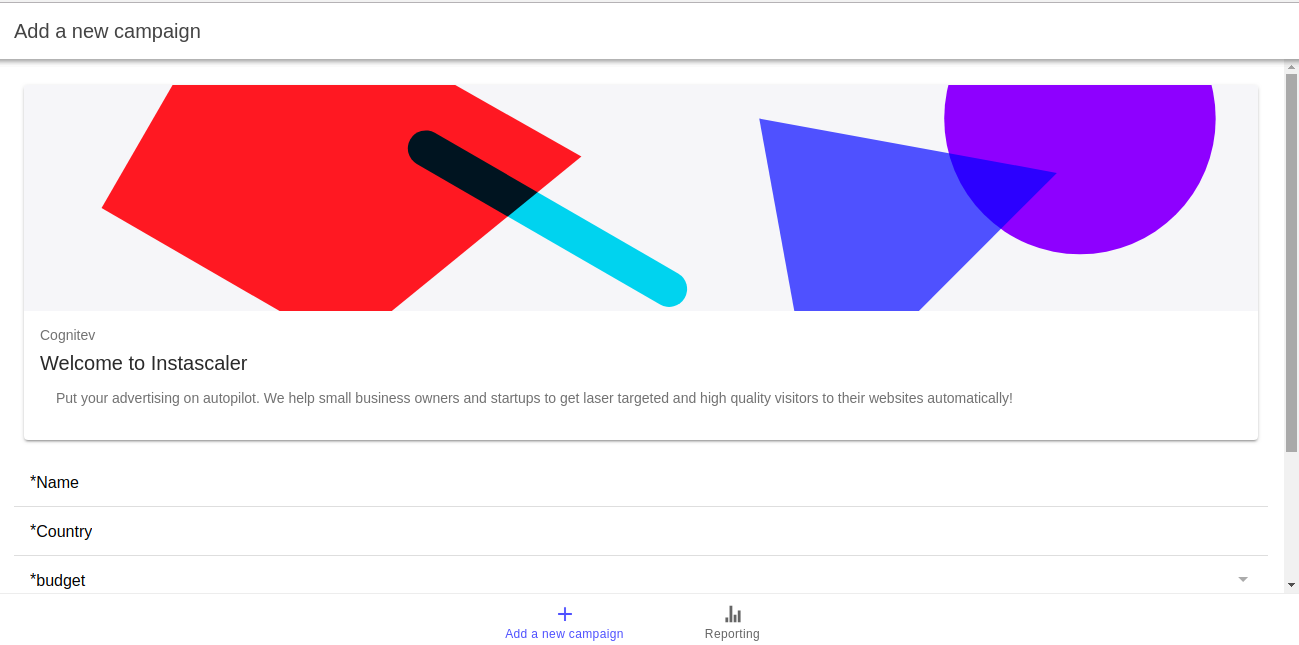 Add a new campaign
Cognitev
Welcome to Instascaler
Put your advertising on autopilot. We help small business owners and startups to get laser targeted and high quality visitors to their websites automatically!
*Name
*Country
*budget
Add a new campaign
Reporting